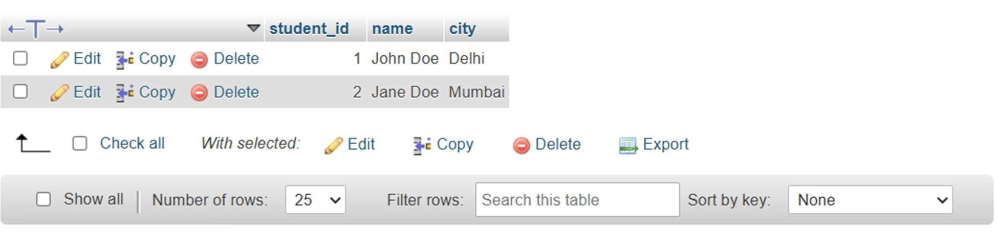 student_id name city
Edit Copy Delete 1 John Doe Delhi
Edit Copy Delete 2 Jane Doe Mumbai
Check all With selected: Edit Copy Delete Export
Show all Number of rows: 25 Filter rows: Search this table Sort by key: None